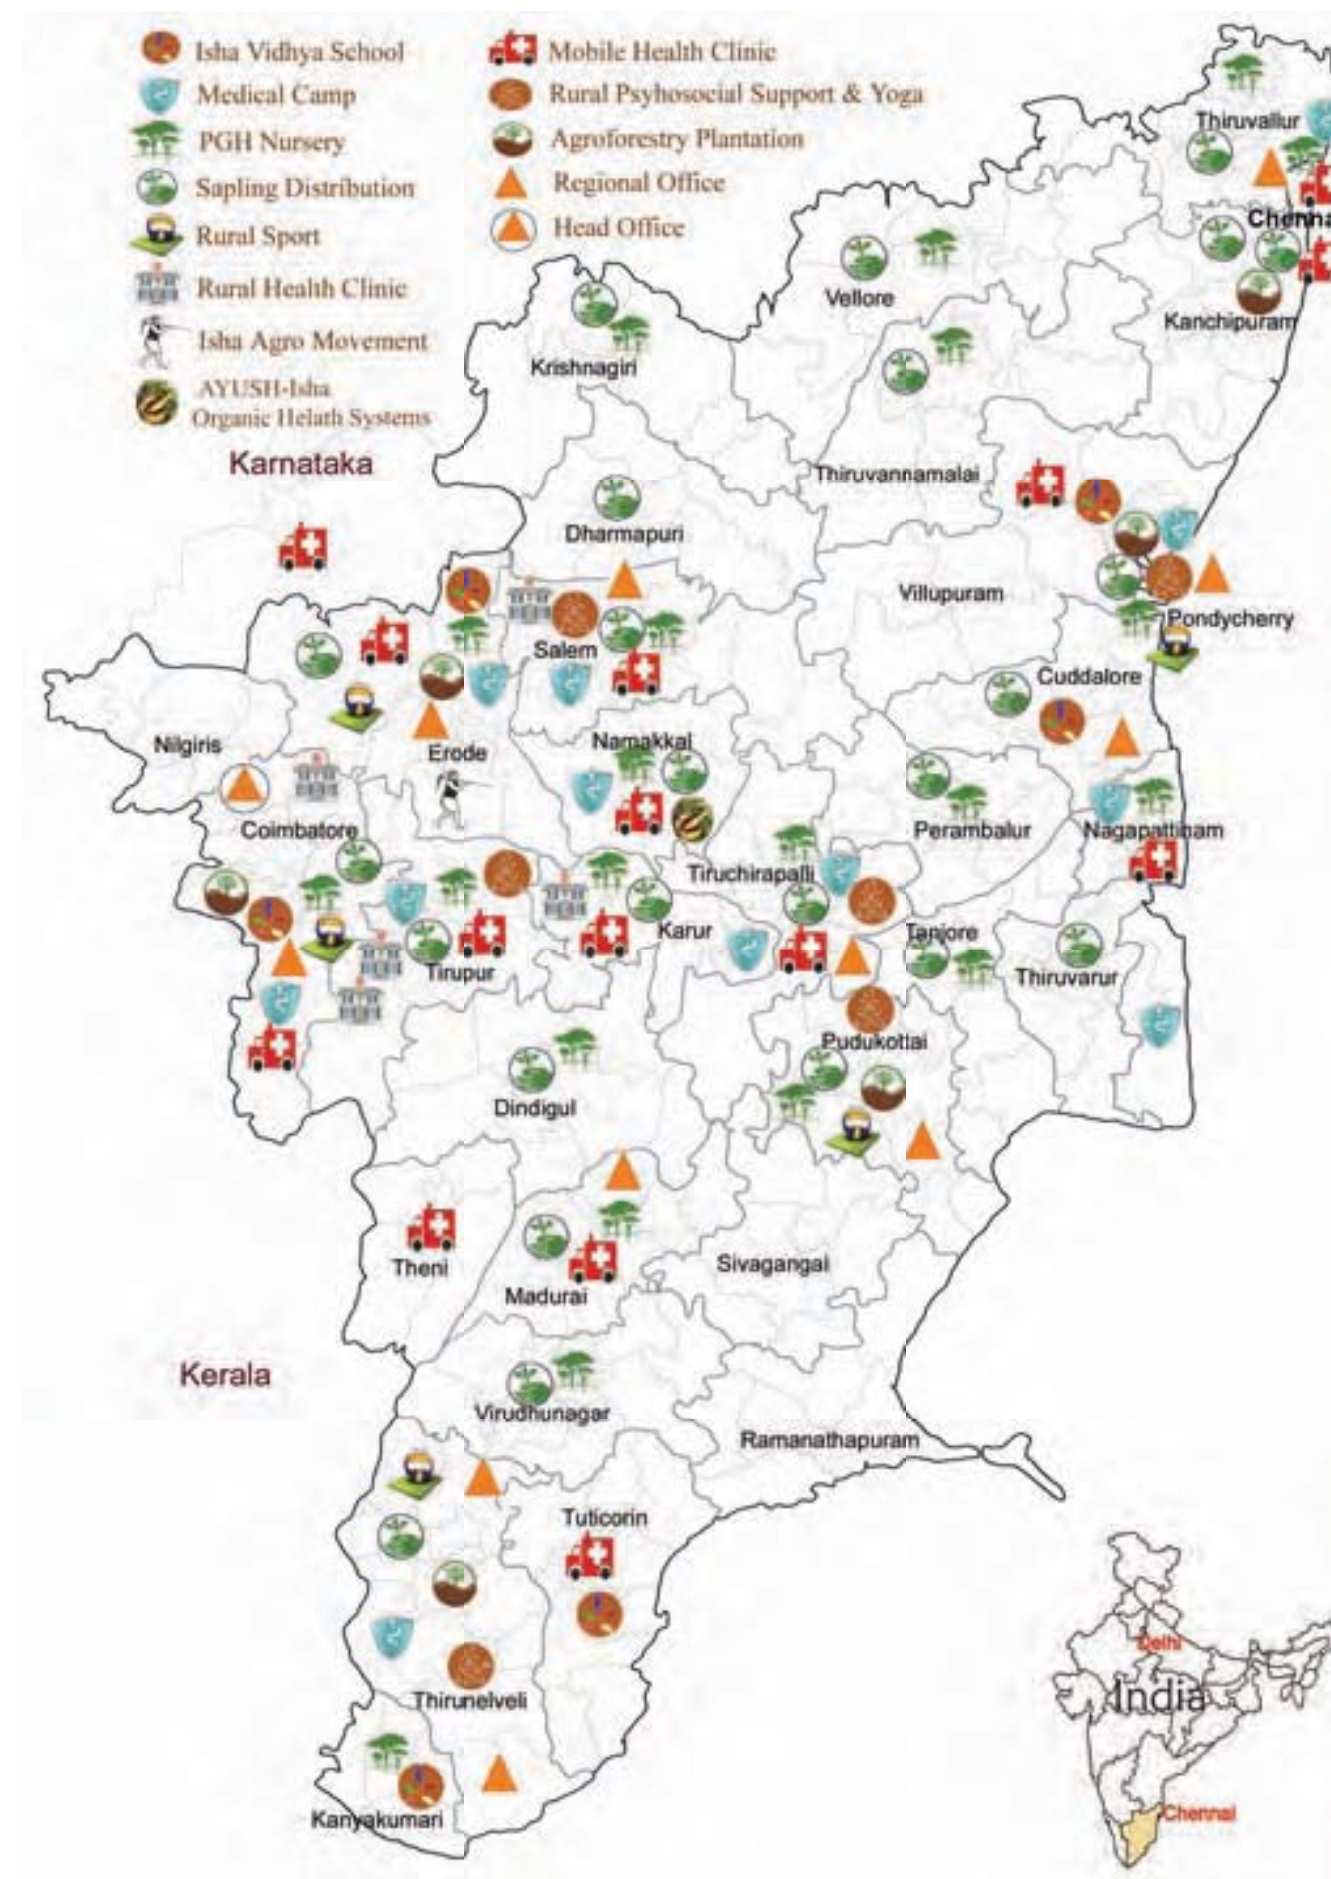 Isha Vidhya School
Medical Camp
PGH Nursery
Sapling Distribution
Rural Sport
Rural Health Clinic
Isha Agro Movement
AYUSH-Isha
Organic Helath Systems
Mobile Health Clinic
Rural Psyhosocial Support & Yoga
Agroforestry Plantation
Regional Office
Head Office
Thiruvallur
Chenna
Vellore
Kanchipuram
Krishnagiri
Karnataka
Thiruvannamalai
Dharmapuri
Villupuram
Pondycherry
Salem
Cuddalore
Nilgiris
Erode
Namakkal
Coimbatore
Perambalur
Nagapattinam
Tiruchirapalli
Karur
Tanjore
Tirupur
Thiruvarur
Pudukottai
Dindigul
Theni
Sivagangai
Madurai
Kerala
Virudhunagar
Ramanathapuram
Tuticorin
Delhi
India
Thirunelveli
Chennai
Kanyakumari